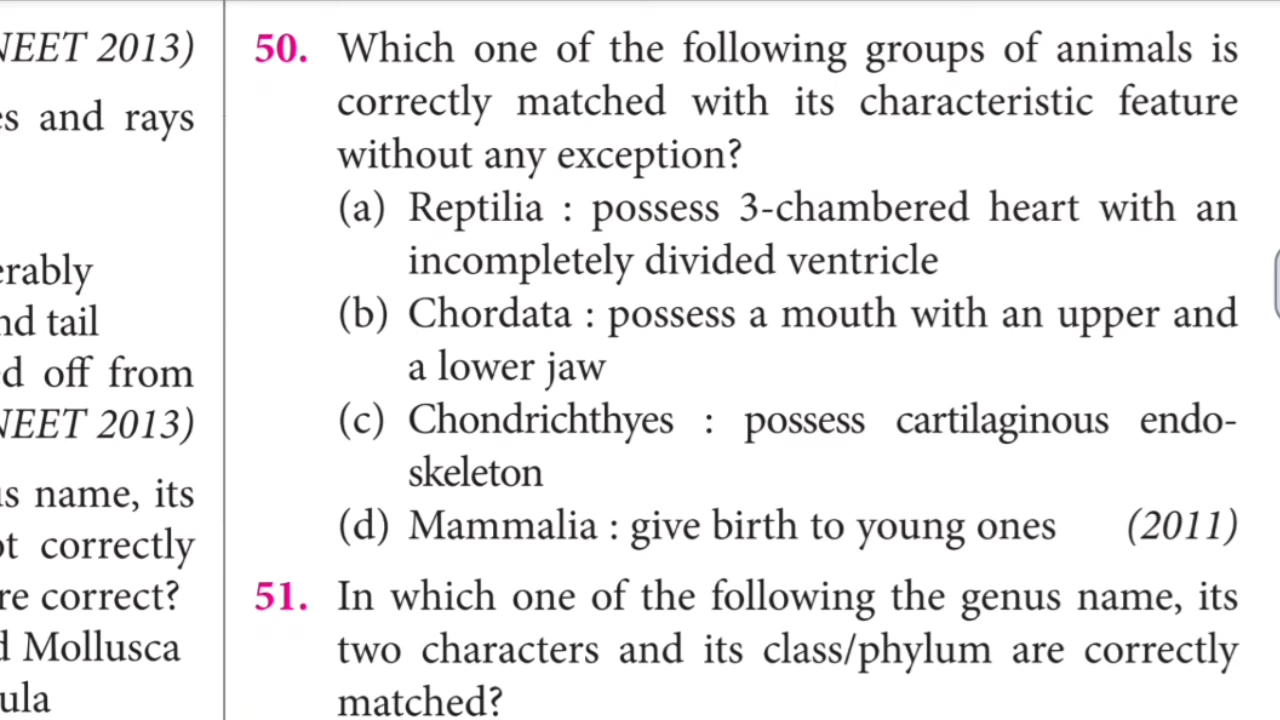 NEET 2013)
es and rays
erably
nd tail
ed off from
NEET 2013)
us name, its
ot correctly
re correct?
d Mollusca
ula
50. Which one of the following groups of animals is
correctly matched with its characteristic feature
without any exception?
(a) Reptilia : possess 3-chambered heart with an
incompletely divided ventricle
(b) Chordata : possess a mouth with an upper and
a lower jaw
(c) Chondrichthyes : possess cartilaginous endo-
skeleton
(d) Mammalia : give birth to young ones (2011)
51. In which one of the following the genus name, its
two characters and its class/phylum are correctly
matched?